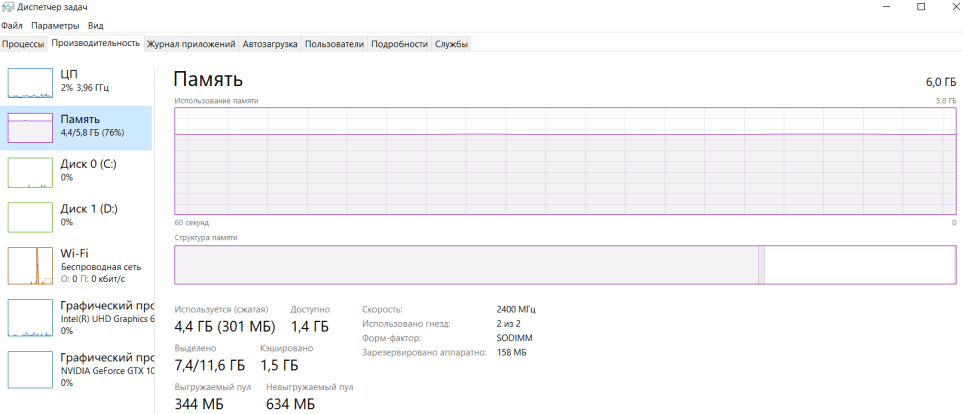 Диспетчер задач
Файл Параметры Вид
Процессы Производительность Журнал приложений Автозагрузка Пользователи Подробности Службы
ЦП
2% 3,96 ГГц
Память
4,4/5,8 ГБ (76%)
Диск 0 (C:)
0%
Диск 1 (D:)
0%
Wi-Fi
Беспроводная сеть
О: 0 П: 0 кбит/с
Графический про
Intel(R) UHD Graphics 6
0%
Графический про
NVIDIA GeForce GTX 10
0%
Память 6,0 ГБ
Использование памяти 5,8 ГБ
60 секунд 0
Структура памяти
Используется (сжатая) Доступно
4,4 ГБ (301 МБ) 1,4 ГБ
Выделено Кэшировано
7,4/11,6 ГБ 1,5 ГБ
Выгружаемый пул Невыгружаемый пул
344 МБ 634 МБ
Скорость: 2400 МГц
Использовано гнезд: 2 из 2
Форм-фактор: SODIMM
Зарезервировано аппаратно: 158 МБ